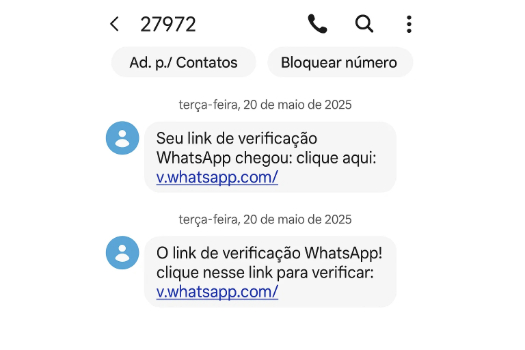 27972
Ad. p./ Contatos
Bloquear número
terça-feira, 20 de maio de 2025
Seu link de verificação
WhatsApp chegou: clique aqui:
v.whatsapp.com/
terça-feira, 20 de maio de 2025
O link de verificação WhatsApp!
clique nesse link para verificar:
v.whatsapp.com/